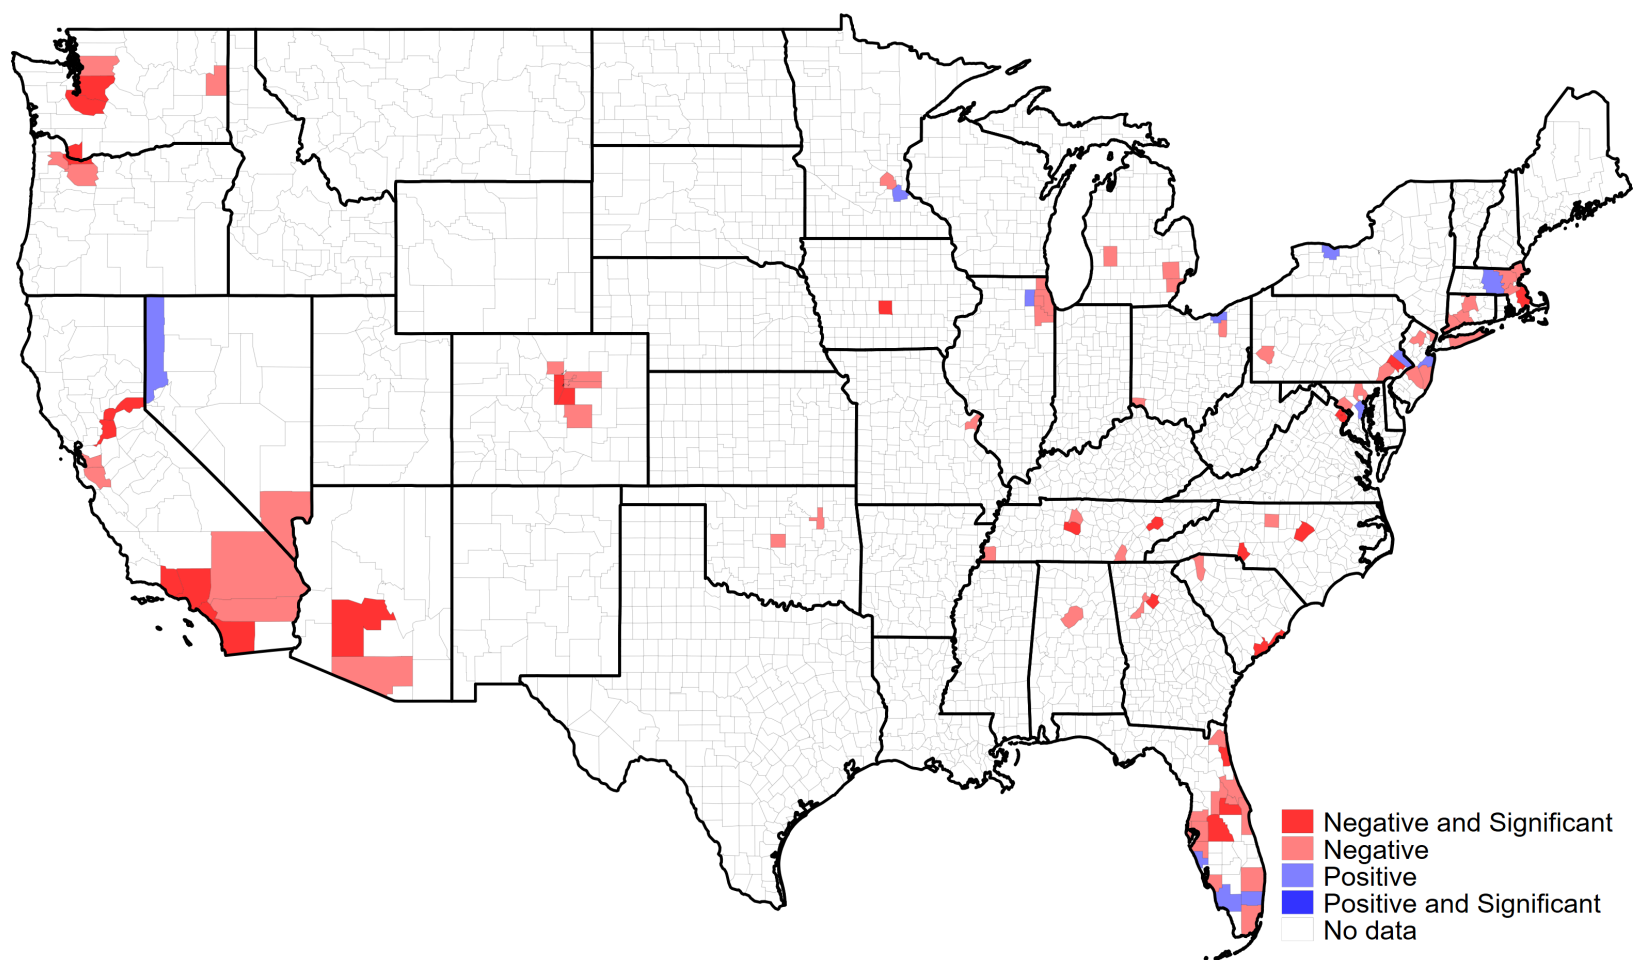 Negative and Significant
Negative
Positive
Positive and Significant
No data